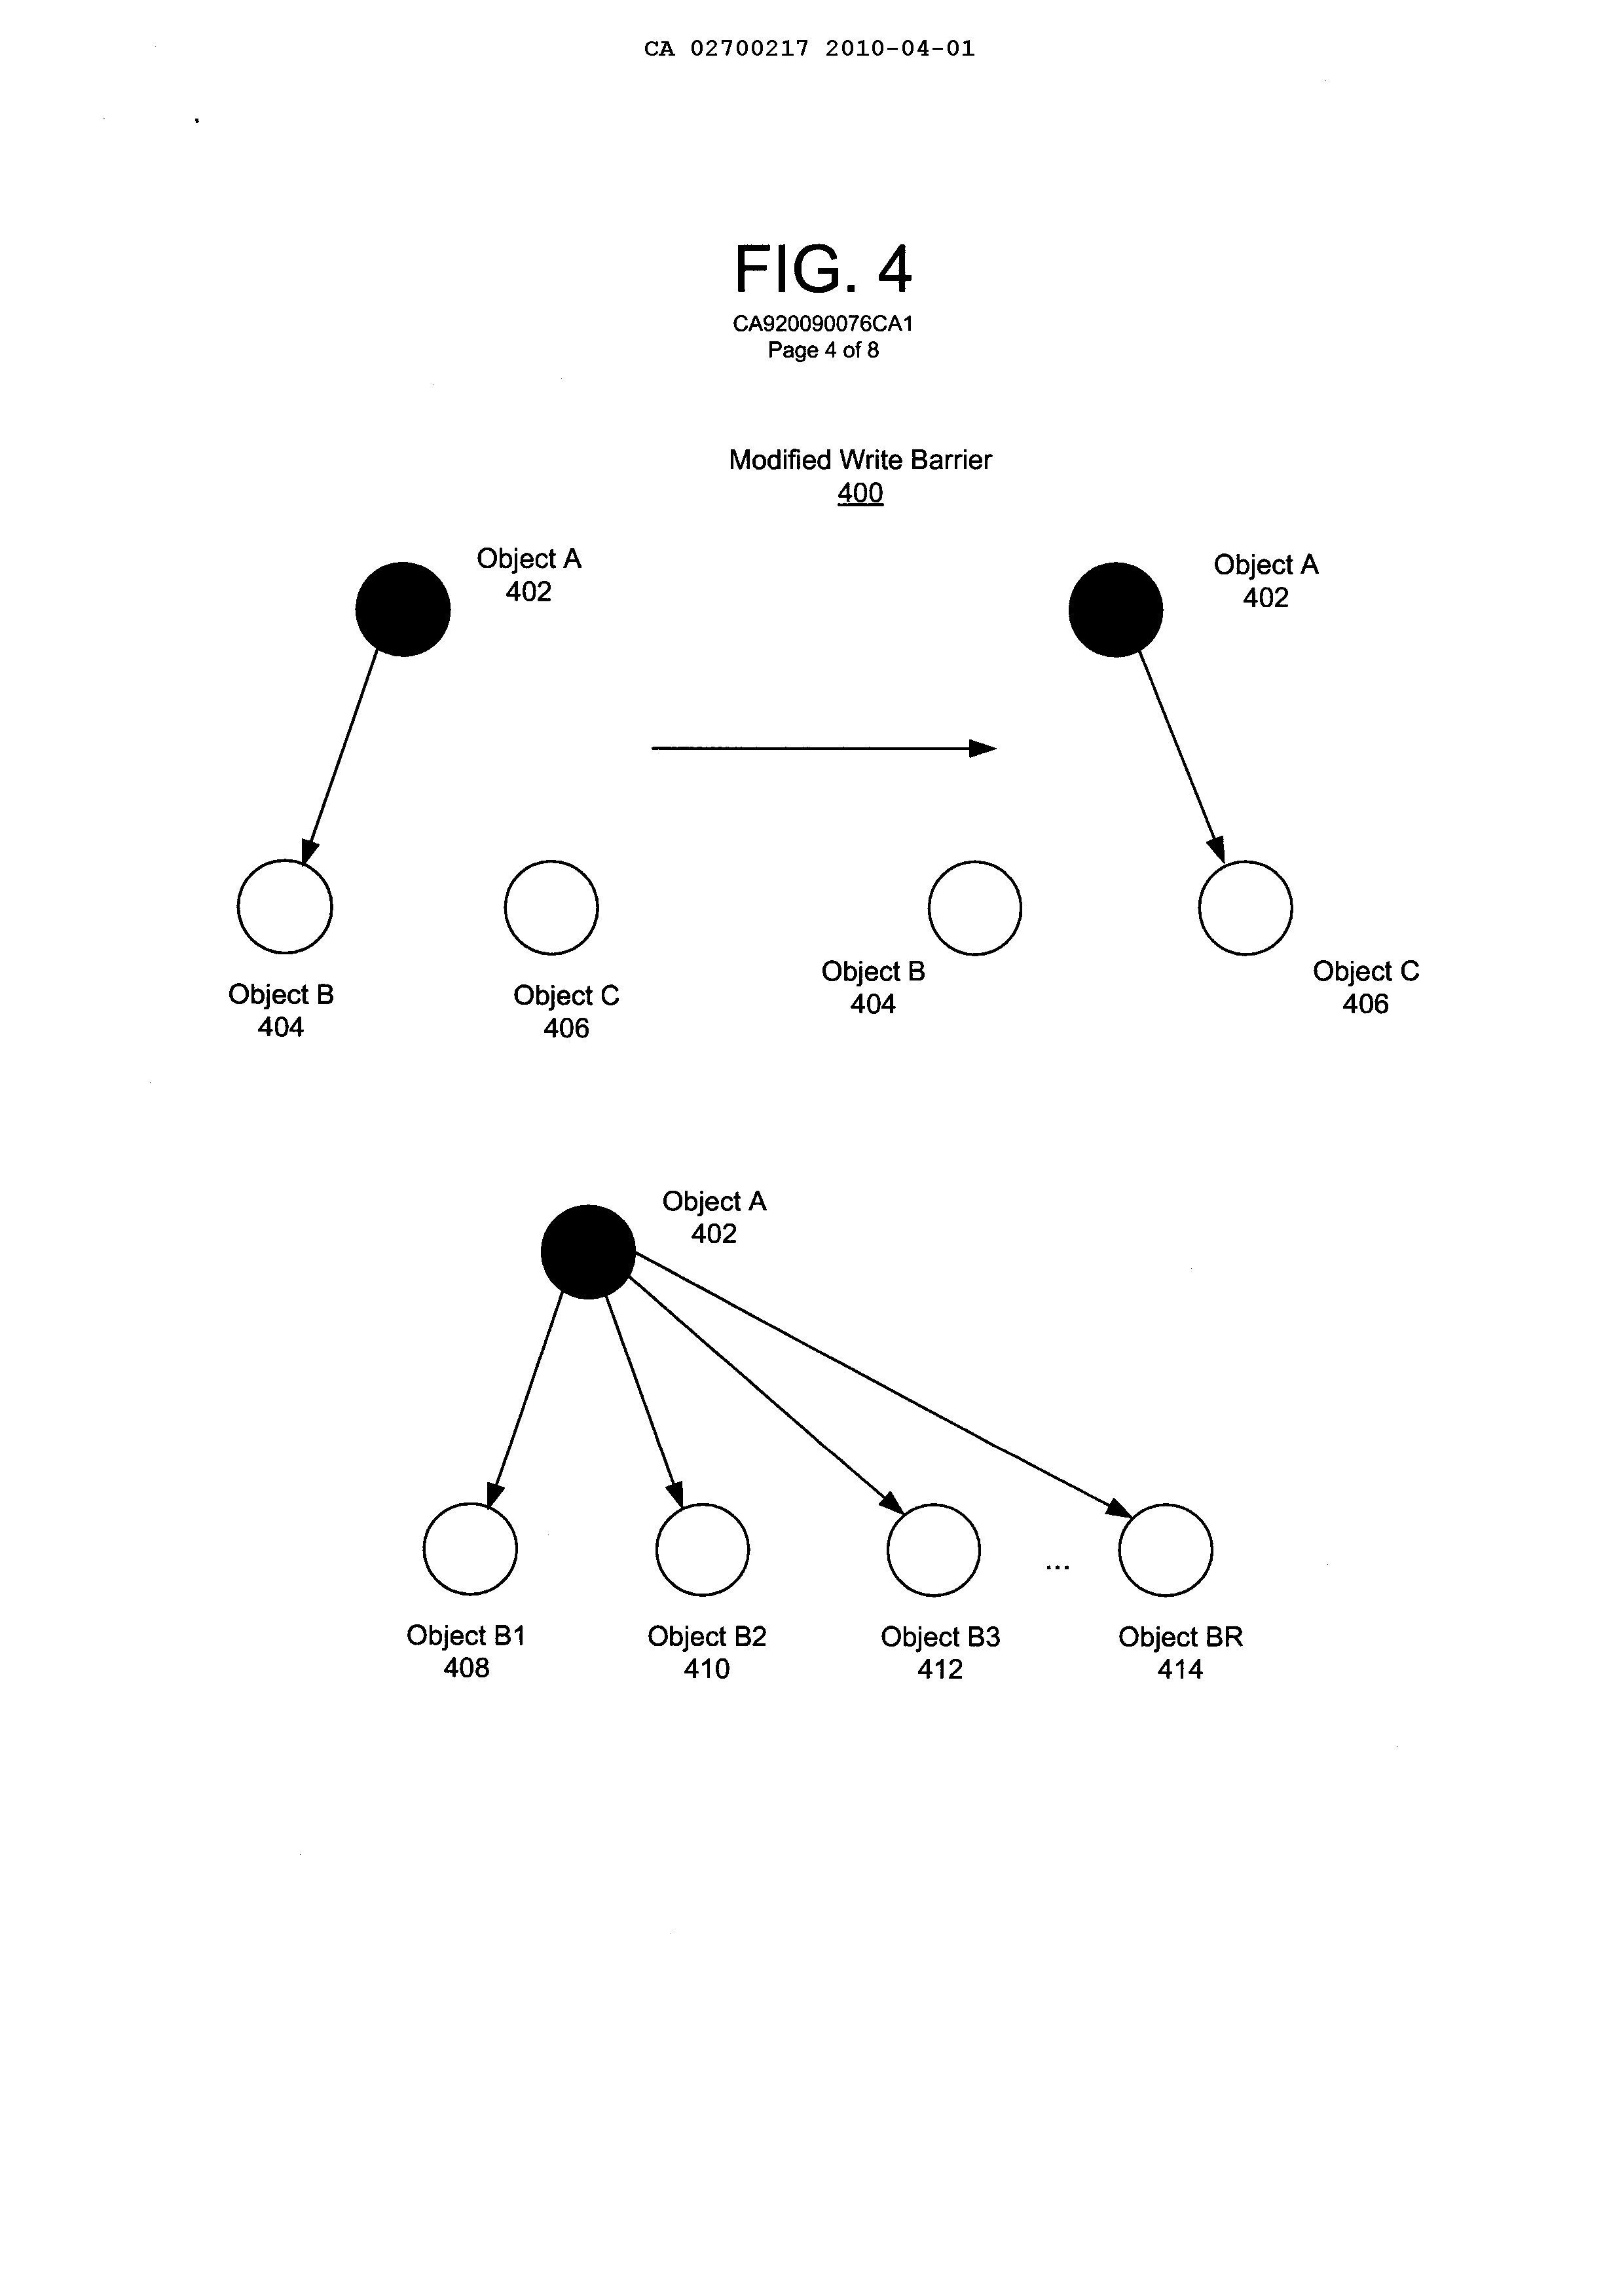 CA 02700217 2010-04-01
FIG. 4
CA920090076CA1
Page 4 of 8
Modified Write Barrier
400
Object A
402
Object A
402
Object B
404
Object C
406
Object B
404
Object C
406
Object A
402
...
Object B1
408
Object B2
410
Object B3
412
Object BR
414